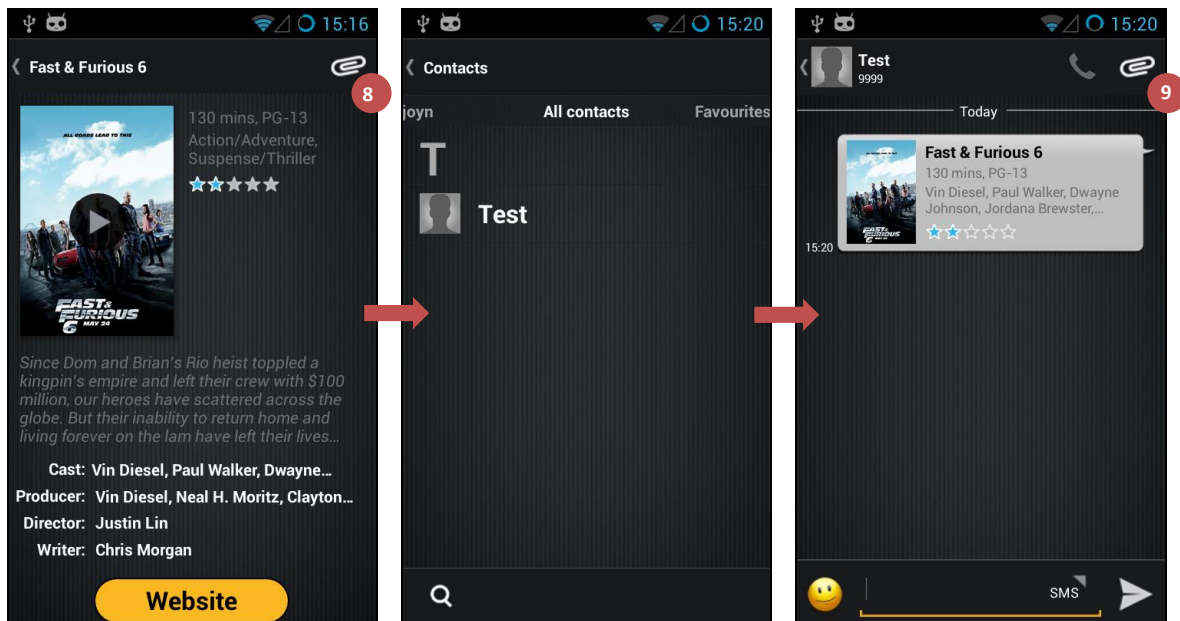 15:16
Fast & Furious 6
8
ALL ROADS LEAD TO THIS
FAST&
FURIOUS
6 MAY 24
130 mins, PG-13
Action/Adventure,
Suspense/Thriller
Since Dom and Brian's Rio heist toppled a
kingpin's empire and left their crew with $100
million, our heroes have scattered across the
globe. But their inability to return home and
living forever on the lam have left their lives...
Cast: Vin Diesel, Paul Walker, Dwayne...
Producer: Vin Diesel, Neal H. Moritz, Clayton...
Director: Justin Lin
Writer: Chris Morgan
Website
15:20
Contacts
joyn All contacts Favourites
T
Test
15:20
Test
9999
9
Today
Fast & Furious 6
130 mins, PG-13
Vin Diesel, Paul Walker, Dwayne
Johnson, Jordana Brewster,...
FAST&
FURIOUS
6 MAY 24
15:20
SMS